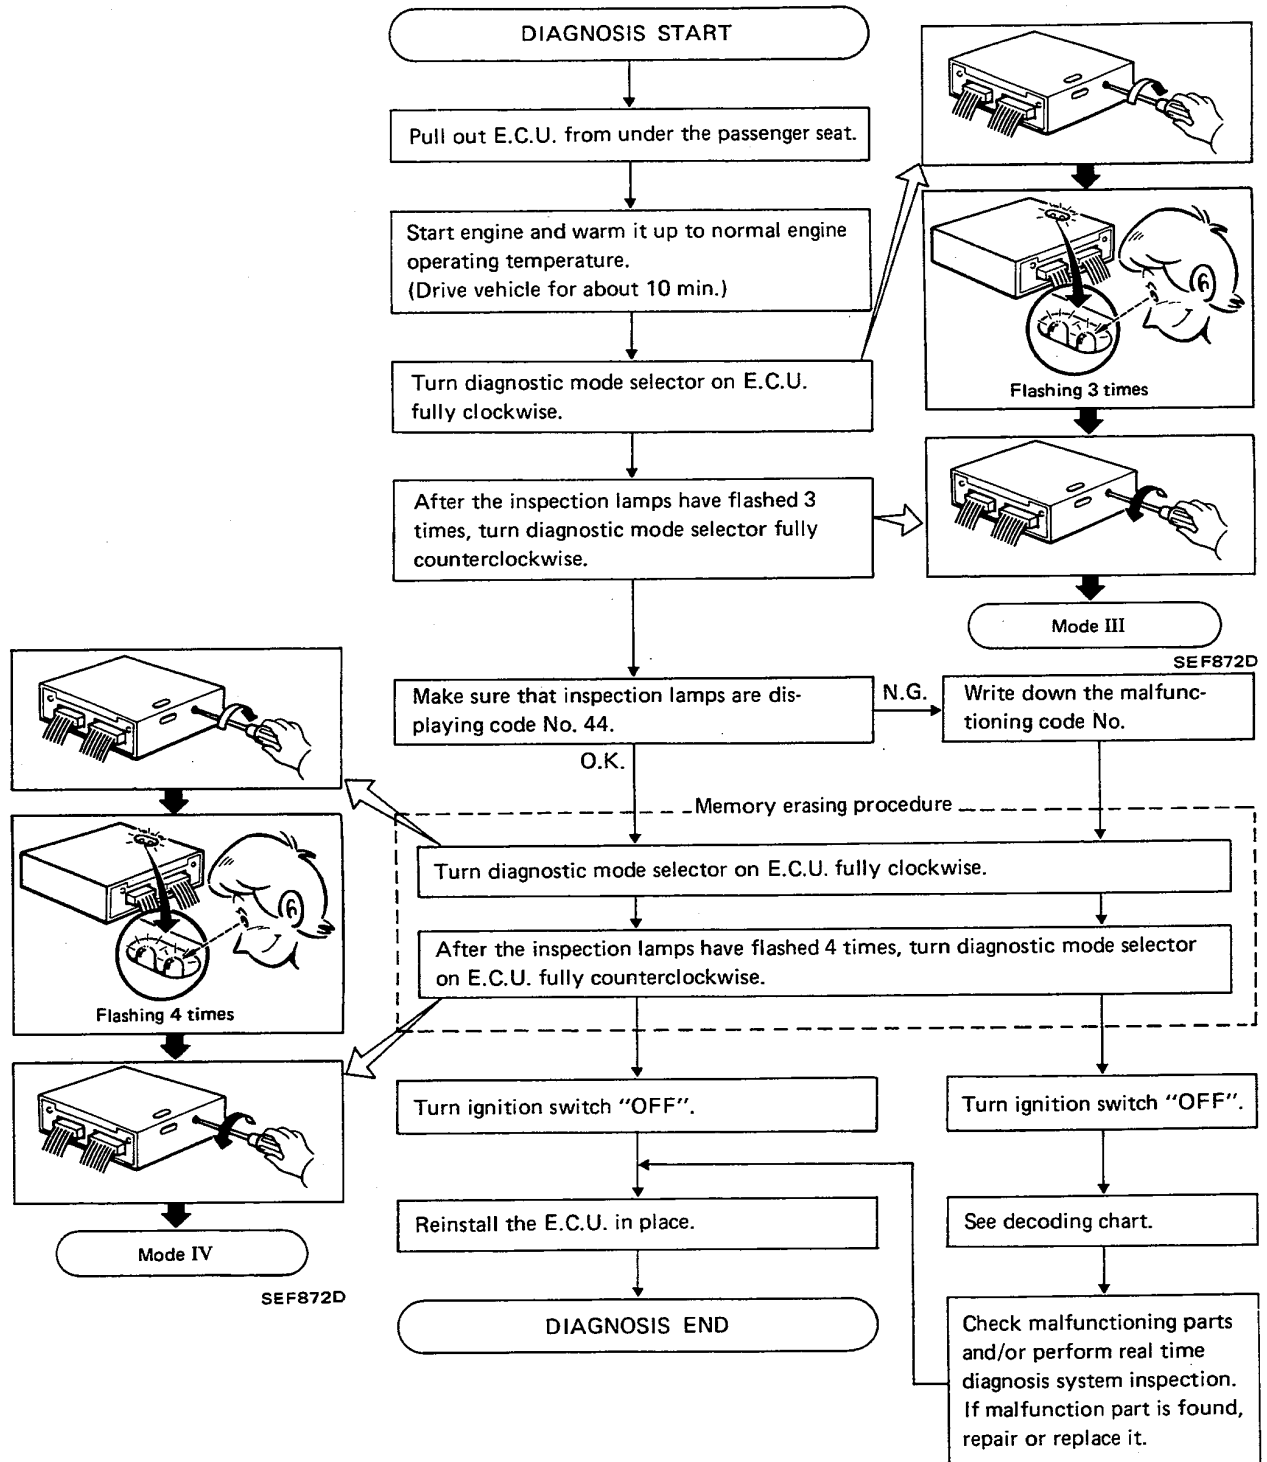 DIAGNOSIS START
Pull out E.C.U. from under the passenger seat.
Start engine and warm it up to normal engine
operating temperature.
(Drive vehicle for about 10 min.)
Turn diagnostic mode selector on E.C.U.
fully clockwise.
Flashing 3 times
After the inspection lamps have flashed 3
times, turn diagnostic mode selector fully
counterclockwise.
Mode III
SEF872D
Make sure that inspection lamps are dis-
playing code No. 44.
N.G.
Write down the malfunc-
tioning code No.
O.K.
Memory erasing procedure
Turn diagnostic mode selector on E.C.U. fully clockwise.
After the inspection lamps have flashed 4 times, turn diagnostic mode selector
on E.C.U. fully counterclockwise.
Flashing 4 times
Mode IV
SEF872D
Turn ignition switch "OFF".
Turn ignition switch "OFF".
Reinstall the E.C.U. in place.
See decoding chart.
DIAGNOSIS END
Check malfunctioning parts
and/or perform real time
diagnosis system inspection.
If malfunction part is found,
repair or replace it.